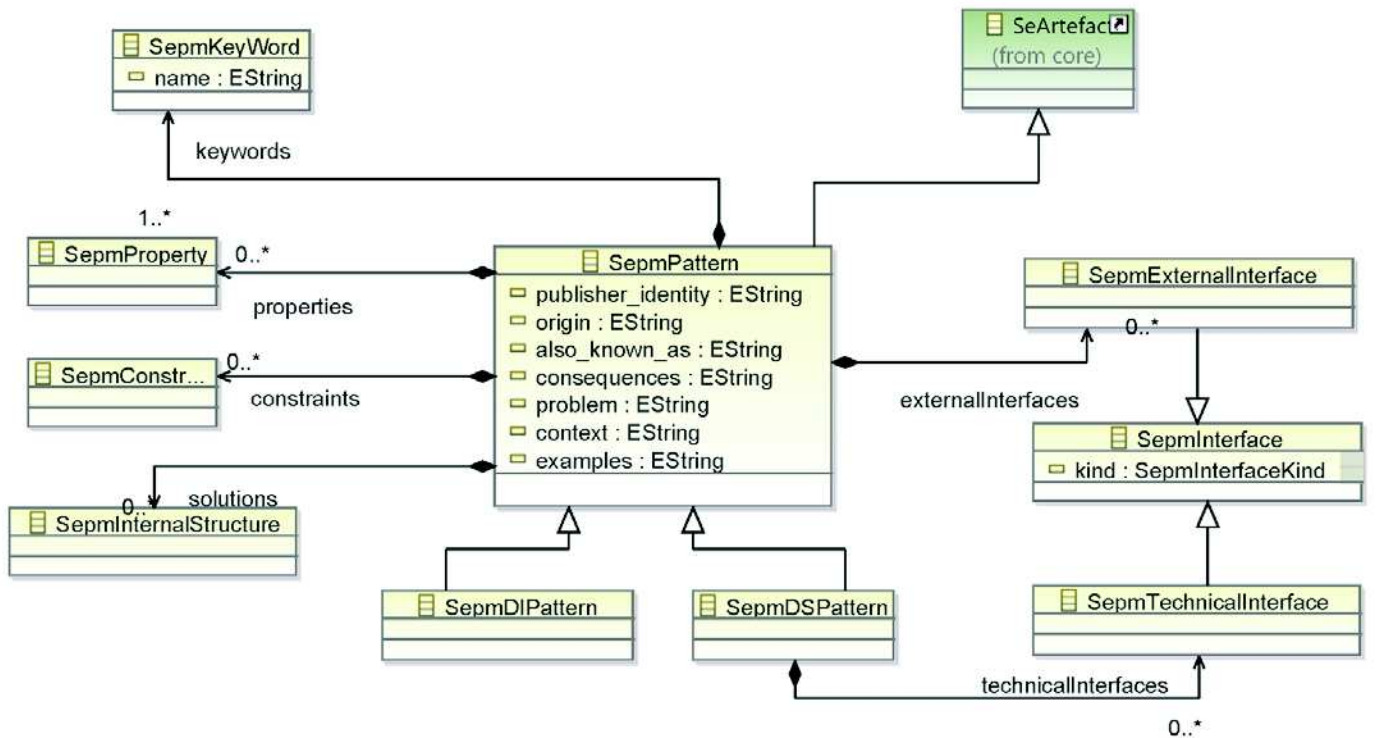 SepmKeyWord
name : EString
SeArtefact
(from core)
keywords
1..*
SepmProperty
0..*
properties
SepmPattern
publisher_identity : EString
origin : EString
also_known_as : EString
consequences : EString
problem : EString
context : EString
examples : EString
SepmExternalInterface
0..*
externalInterfaces
SepmConstr...
0..*
constraints
SepmInterface
kind : SepmInterfaceKind
solutions
0..*
SepmInternalStructure
SepmDIPattern
SepmDSPattern
SepmTechnicalInterface
technicalInterfaces
0..*